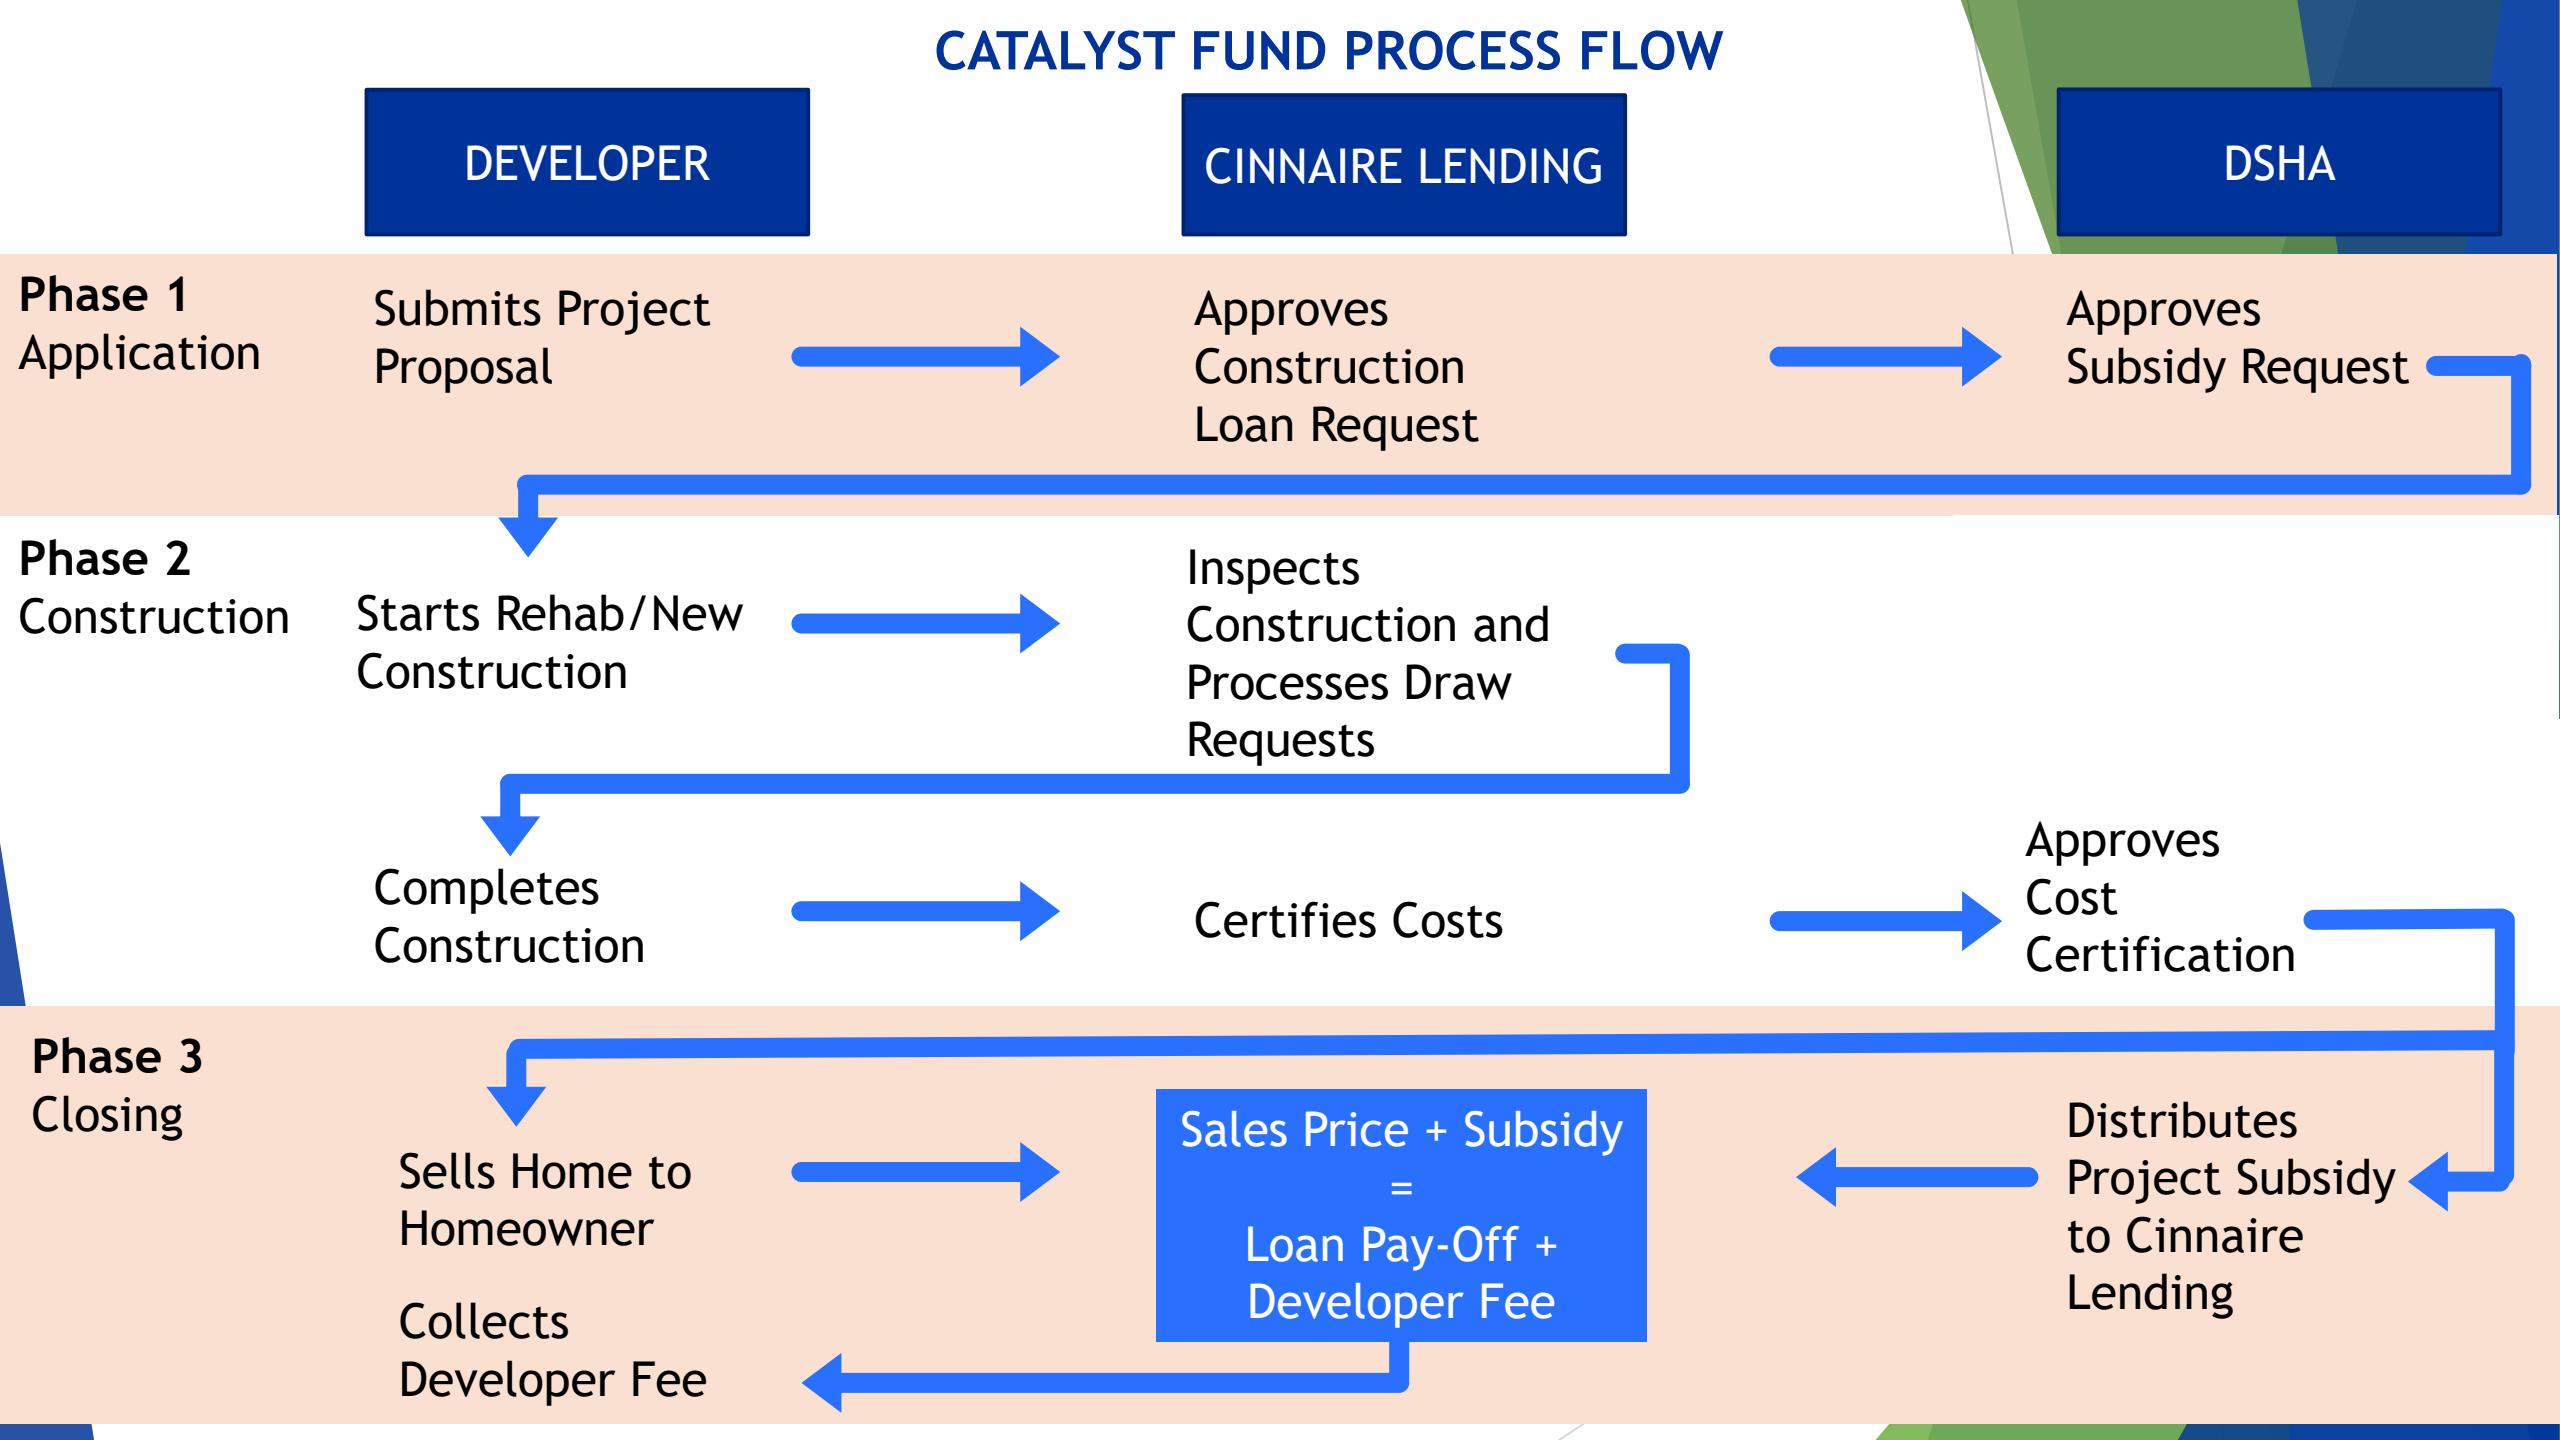 CATALYST FUND PROCESS FLOW
DEVELOPER
CINNAIRE LENDING
DSHA
Phase 1
Application
Submits Project
Proposal
Approves
Construction
Loan Request
Approves
Subsidy Request
Phase 2
Construction
Starts Rehab/New
Construction
Inspects
Construction and
Processes Draw
Requests
Completes
Construction
Certifies Costs
Approves
Cost
Certification
Phase 3
Closing
Sells Home to
Homeowner
Sales Price + Subsidy
=
Loan Pay-Off +
Developer Fee
Distributes
Project Subsidy
to Cinnaire
Lending
Collects
Developer Fee